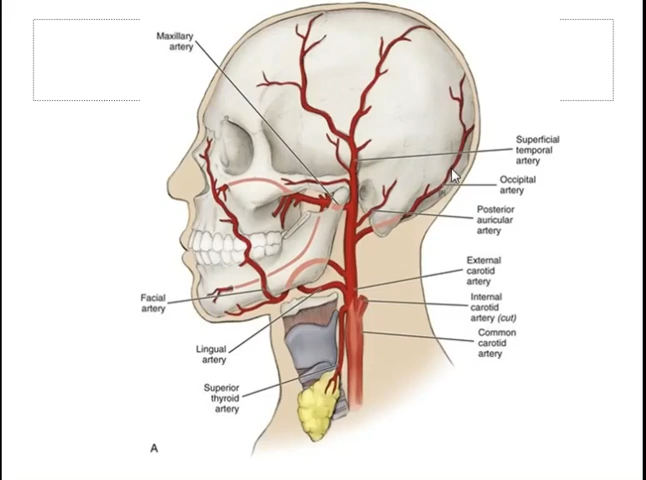 Maxillary
artery
Superficial
temporal
artery
Occipital
artery
Posterior
auricular
artery
External
carotid
artery
Internal
carotid
artery (cut)
Common
carotid
artery
Facial
artery
Lingual
artery
Superior
thyroid
artery
A